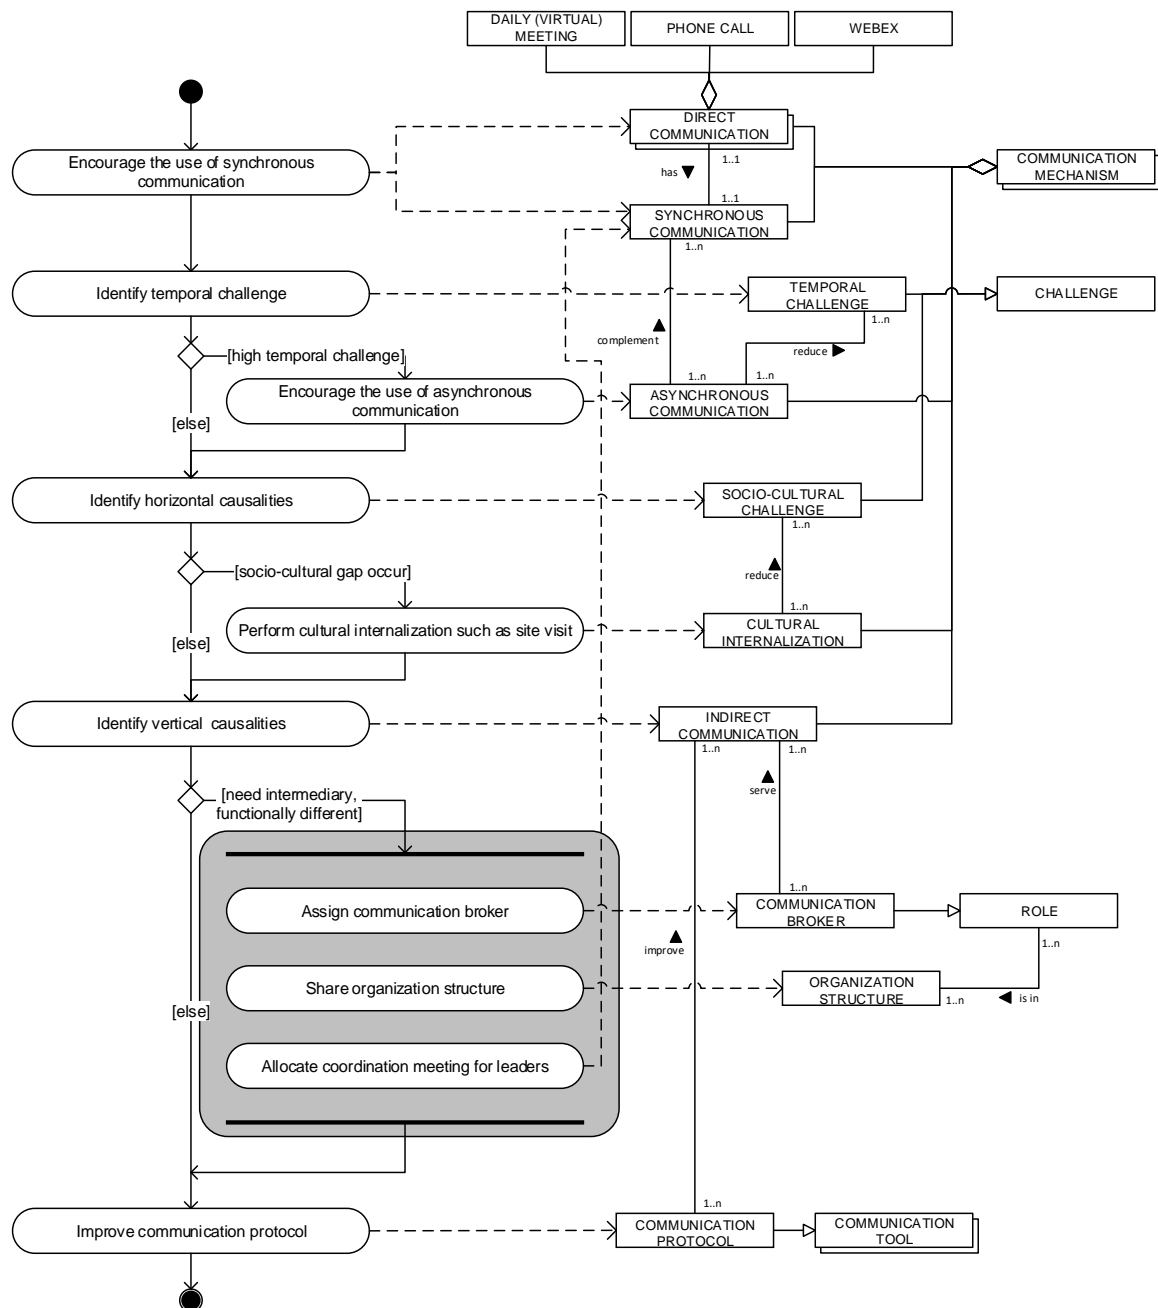 DAILY (VIRTUAL)
MEETING
PHONE CALL
WEBEX
DIRECT
COMMUNICATION
1..1
has
1..1
COMMUNICATION
MECHANISM
Encourage the use of synchronous
communication
SYNCHRONOUS
COMMUNICATION
1..n
Identify temporal challenge
TEMPORAL
CHALLENGE
1..n
CHALLENGE
complement
reduce
[high temporal challenge]
1..n
1..n
Encourage the use of asynchronous
communication
ASYNCHRONOUS
COMMUNICATION
[else]
Identify horizontal causalities
SOCIO-CULTURAL
CHALLENGE
1..n
[socio-cultural gap occur]
reduce
1..n
Perform cultural internalization such as site visit
CULTURAL
INTERNALIZATION
[else]
Identify vertical causalities
INDIRECT
COMMUNICATION
1..n
1..n
serve
[need intermediary,
functionally different]
1..n
Assign communication broker
COMMUNICATION
BROKER
ROLE
1..n
improve
Share organization structure
ORGANIZATION
STRUCTURE
1..n
is in
[else]
Allocate coordination meeting for leaders
1..n
Improve communication protocol
COMMUNICATION
PROTOCOL
COMMUNICATION
TOOL